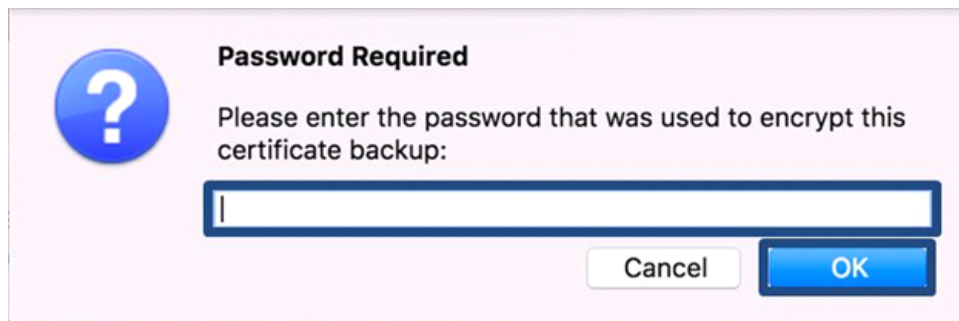 Password Required
Please enter the password that was used to encrypt this
certificate backup:
Cancel
OK